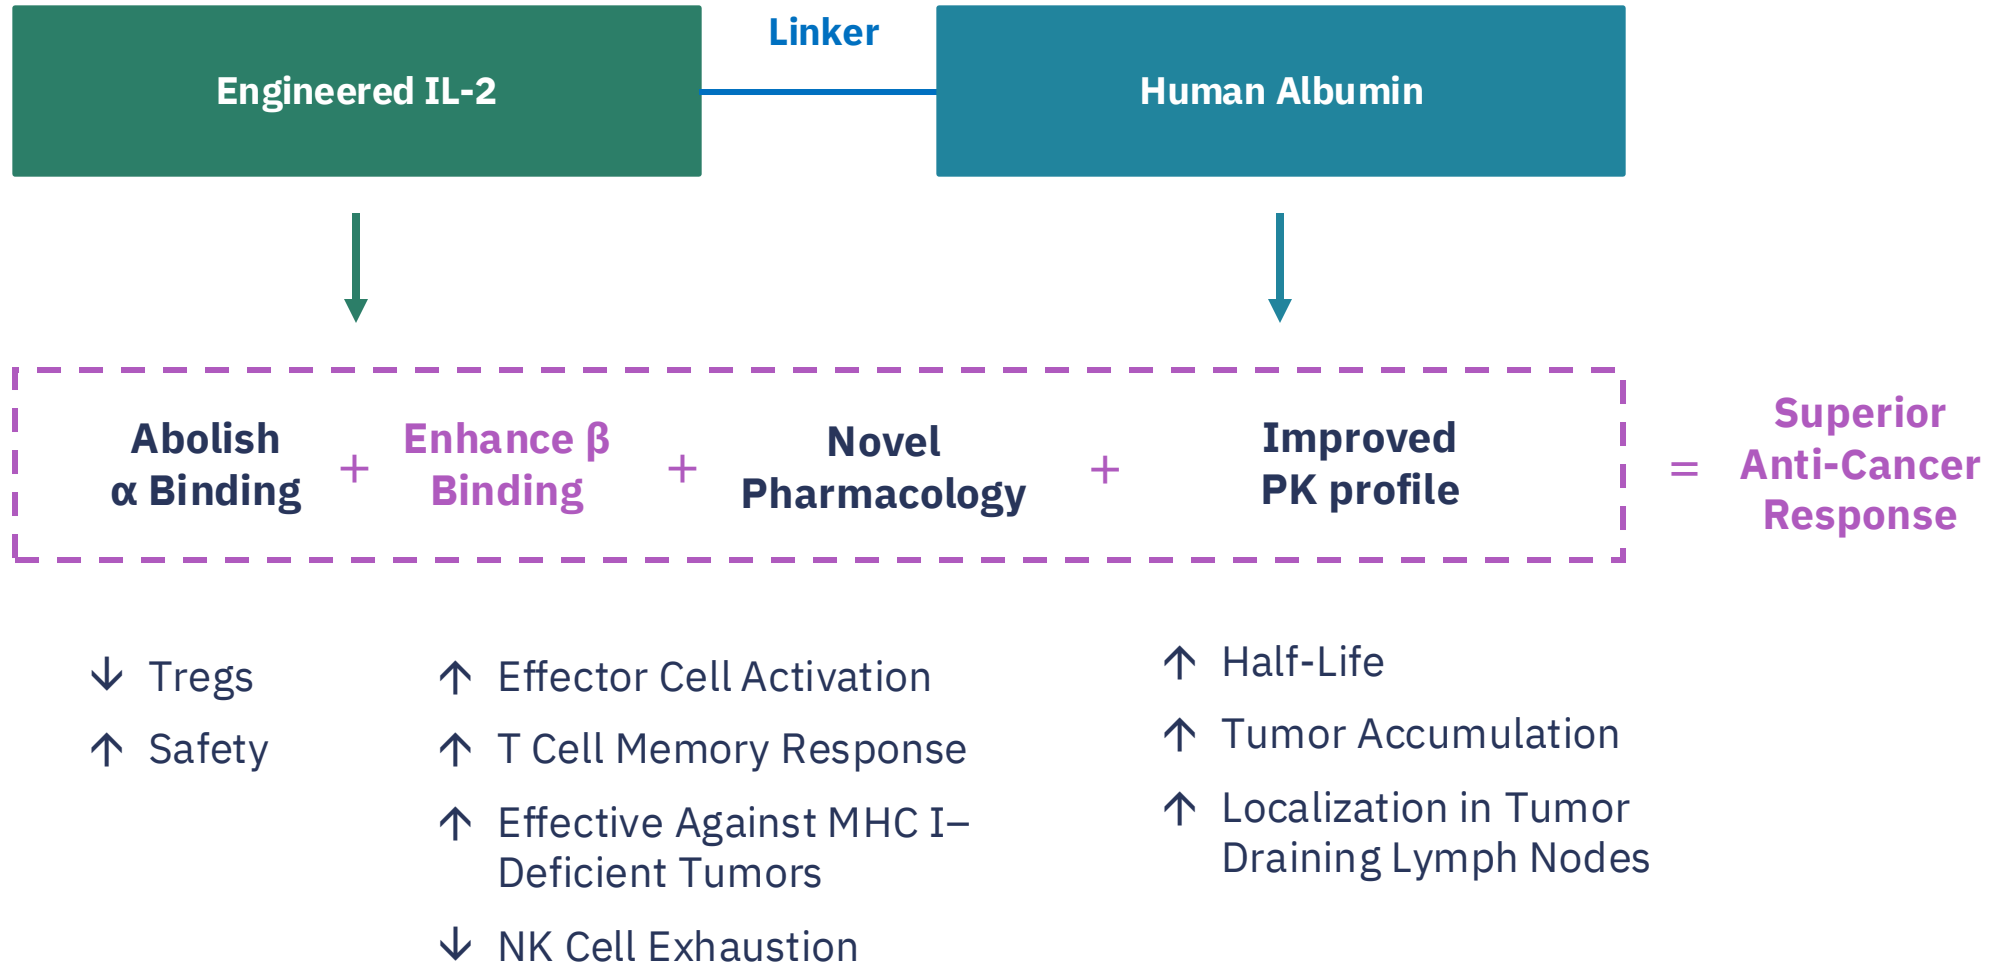 Engineered IL-2
Linker
Human Albumin
Abolish
α Binding
+
Enhance β
Binding
+
Novel
Pharmacology
+
Improved
PK profile
=
Superior
Anti-Cancer
Response
↓ Tregs
↑ Safety
↑ Effector Cell Activation
↑ T Cell Memory Response
↑ Effective Against MHC I–
Deficient Tumors
↓ NK Cell Exhaustion
↑ Half-Life
↑ Tumor Accumulation
↑ Localization in Tumor
Draining Lymph Nodes